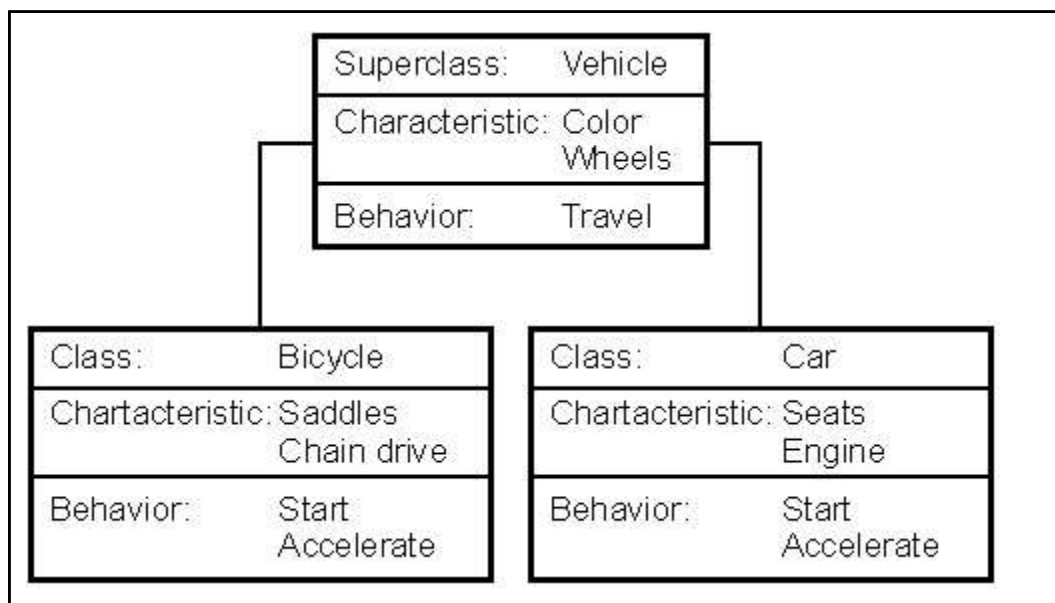 Superclass: Vehicle
Characteristic: Color
Wheels
Behavior: Travel
Class: Bicycle
Chartacteristic: Saddles
Chain drive
Behavior: Start
Accelerate
Class: Car
Chartacteristic: Seats
Engine
Behavior: Start
Accelerate